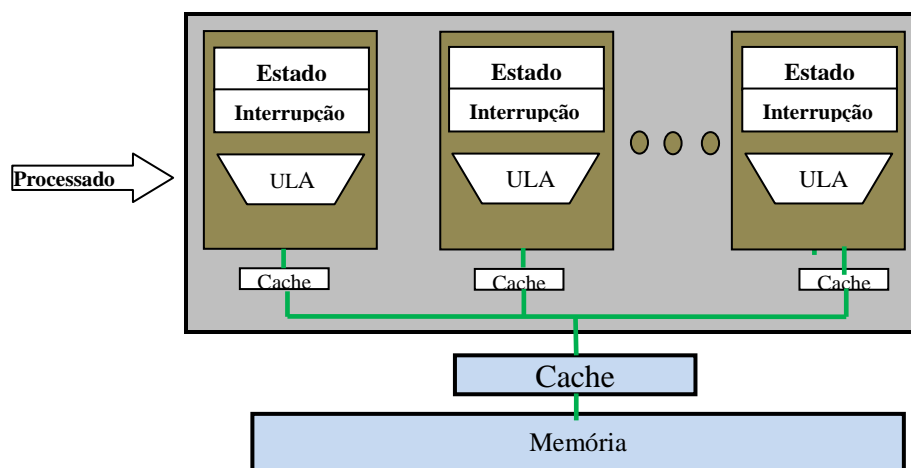 Estado
Interrupção
ULA
Cache
Estado
Interrupção
ULA
Cache
Estado
Interrupção
ULA
Cache
Processado
Cache
Memória